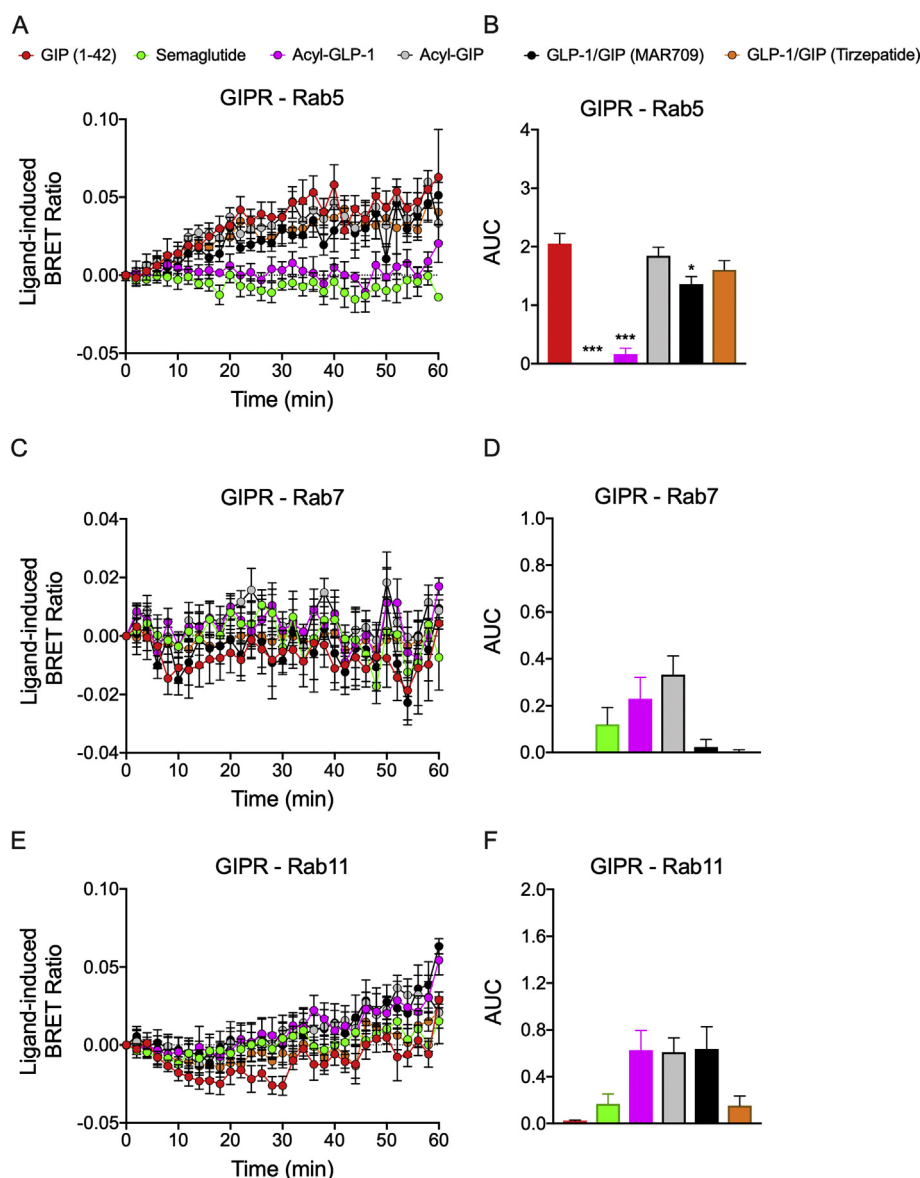 A
B
GIP (1-42) Semaglutide Acyl-GLP-1 Acyl-GIP GLP-1/GIP (MAR709) GLP-1/GIP (Tirzepatide)
GIPR - Rab5
Ligand-induced
BRET Ratio
0.10
0.05
0.00
-0.05
0 10 20 30 40 50 60
Time (min)
GIPR - Rab5
AUC
4
3
2
1
0
*** *** *
C
D
GIPR - Rab7
Ligand-induced
BRET Ratio
0.04
0.02
0.00
-0.02
-0.04
0 10 20 30 40 50 60
Time (min)
GIPR - Rab7
AUC
1.0
0.8
0.6
0.4
0.2
0.0
E
F
GIPR - Rab11
Ligand-induced
BRET Ratio
0.10
0.05
0.00
-0.05
0 10 20 30 40 50 60
Time (min)
GIPR - Rab11
AUC
2.0
1.6
1.2
0.8
0.4
0.0